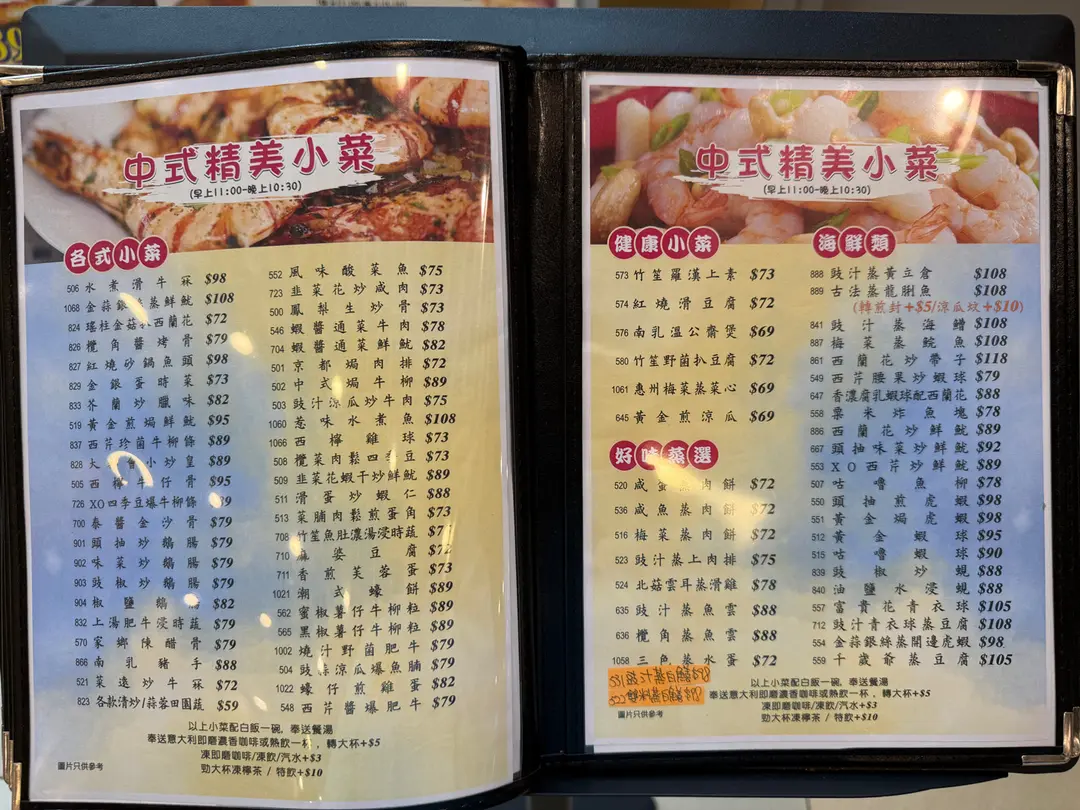 中式精美小菜
(早上11:00-晚上10:30)
各式小菜
506 水煮滑牛冧 $98
1068 金蒜銀絲蒸鮮魷 $108
824 瑤柱金菇扒西蘭花 $72
826 欖角醬烤骨 $79
827 紅燒砂鍋魚頭 $98
829 金銀蛋時菜 $73
833 芥蘭炒臘味 $82
519 黃金煎焗鮮魷 $95
837 西芹珍菌牛柳條 $89
828 大會小炒皇 $89
505 西檸牛仔骨 $95
726 XO四季豆爆牛柳條
700 泰醬金沙骨 $79
901 頭抽炒鵝腸 $79
902 味菜炒鵝腸 $79
903 豉椒炒鵝腸 $79
904 椒鹽鵝腸 $82
832 上湯肥牛浸時蔬 $79
570 家鄉陳醋骨 $79
866 南乳豬手 $88
821 菜遠炒牛冧 $72
823 各款清炒/蒜蓉田園蔬 $59
552 風味酸菜魚 $75
723 韭菜花炒咸肉 $73
500 鳳梨生炒骨 $73
546 蝦醬通菜牛肉 $78
704 蝦醬通菜鮮魷 $82
501 京都焗肉排 $72
502 中式焗牛柳 $89
503 豉汁涼瓜炒牛肉 $75
1060 惹味水煮魚 $108
1066 西檸雞球 $73
508 欖菜肉鬆四季豆 $73
509 韭菜花蝦干炒鮮魷 $89
511 滑蛋炒蝦仁 $88
513 菜脯肉鬆煎蛋角 $73
708 竹笙魚肚濃湯浸時蔬
710 麻婆豆腐 $72
711 香煎芙蓉蛋 $73
1021 潮式蠔餅 $89
562 蜜椒薯仔牛柳粒 $89
565 黑椒薯仔牛柳粒 $89
1002 燒汁野菌肥牛 $79
504 豉蒜涼瓜爆魚腩 $79
1022 蠔仔煎雞蛋 $82
548 西芹醬爆肥牛 $79
以上小菜配白飯一碗，奉送餐湯
奉送意大利即磨濃香咖啡或熱飲一杯，轉大杯+$5
凍即磨咖啡/凍飲/汽水+$3
勁大杯凍檸茶 / 特飲+$10
圖片只供參考
中式精美小菜
(早上11:00-晚上10:30)
健康小菜
573 竹笙羅漢上素 $73
574 紅燒滑豆腐 $72
576 南乳溫公齋煲 $69
580 竹笙野菌扒豆腐 $72
1061 惠州梅菜蒸菜心 $69
645 黃金煎涼瓜 $69
好味蒸選
520 咸蛋蒸肉餅 $72
536 咸魚蒸肉餅 $72
516 梅菜蒸肉餅 $72
523 豉汁蒸上肉排 $75
524 北菇雲耳蒸滑雞 $78
635 豉汁蒸魚雲 $88
636 欖角蒸魚雲 $88
1058 三色蒸水蛋 $72
海鮮類
888 豉汁蒸黃立倉 $108
889 古法蒸龍脷魚 $108
(轉煎封+$5/涼瓜炆+$10)
841 豉汁蒸海鱔 $108
887 梅菜蒸鯇魚 $108
861 西蘭花炒帶子 $118
549 西芹腰果炒蝦球 $79
647 香濃腐乳蝦球配西蘭花 $88
558 粟米炸魚塊 $78
886 西蘭花炒鮮魷 $89
887 頭抽味菜炒鮮魷 $92
553 XO西芹炒鮮魷 $89
507 咕嚕魚柳 $78
550 頭抽煎虎蝦 $98
551 黃金焗虎蝦 $98
512 黃金蝦球 $95
515 咕嚕蝦球 $90
839 豉椒炒蜆 $88
840 油鹽水浸蜆 $88
557 富貴花青衣球 $105
712 豉汁青衣球蒸豆腐 $108
554 金蒜銀絲蒸開邊虎蝦 $98
559 千歲爺蒸豆腐 $105
以上小菜配白飯一碗，奉送餐湯
奉送意大利即磨濃香咖啡或熱飲一杯，轉大杯+$5
凍即磨咖啡/凍飲/汽水+$3
勁大杯凍檸茶 / 特飲+$10
圖片只供參考